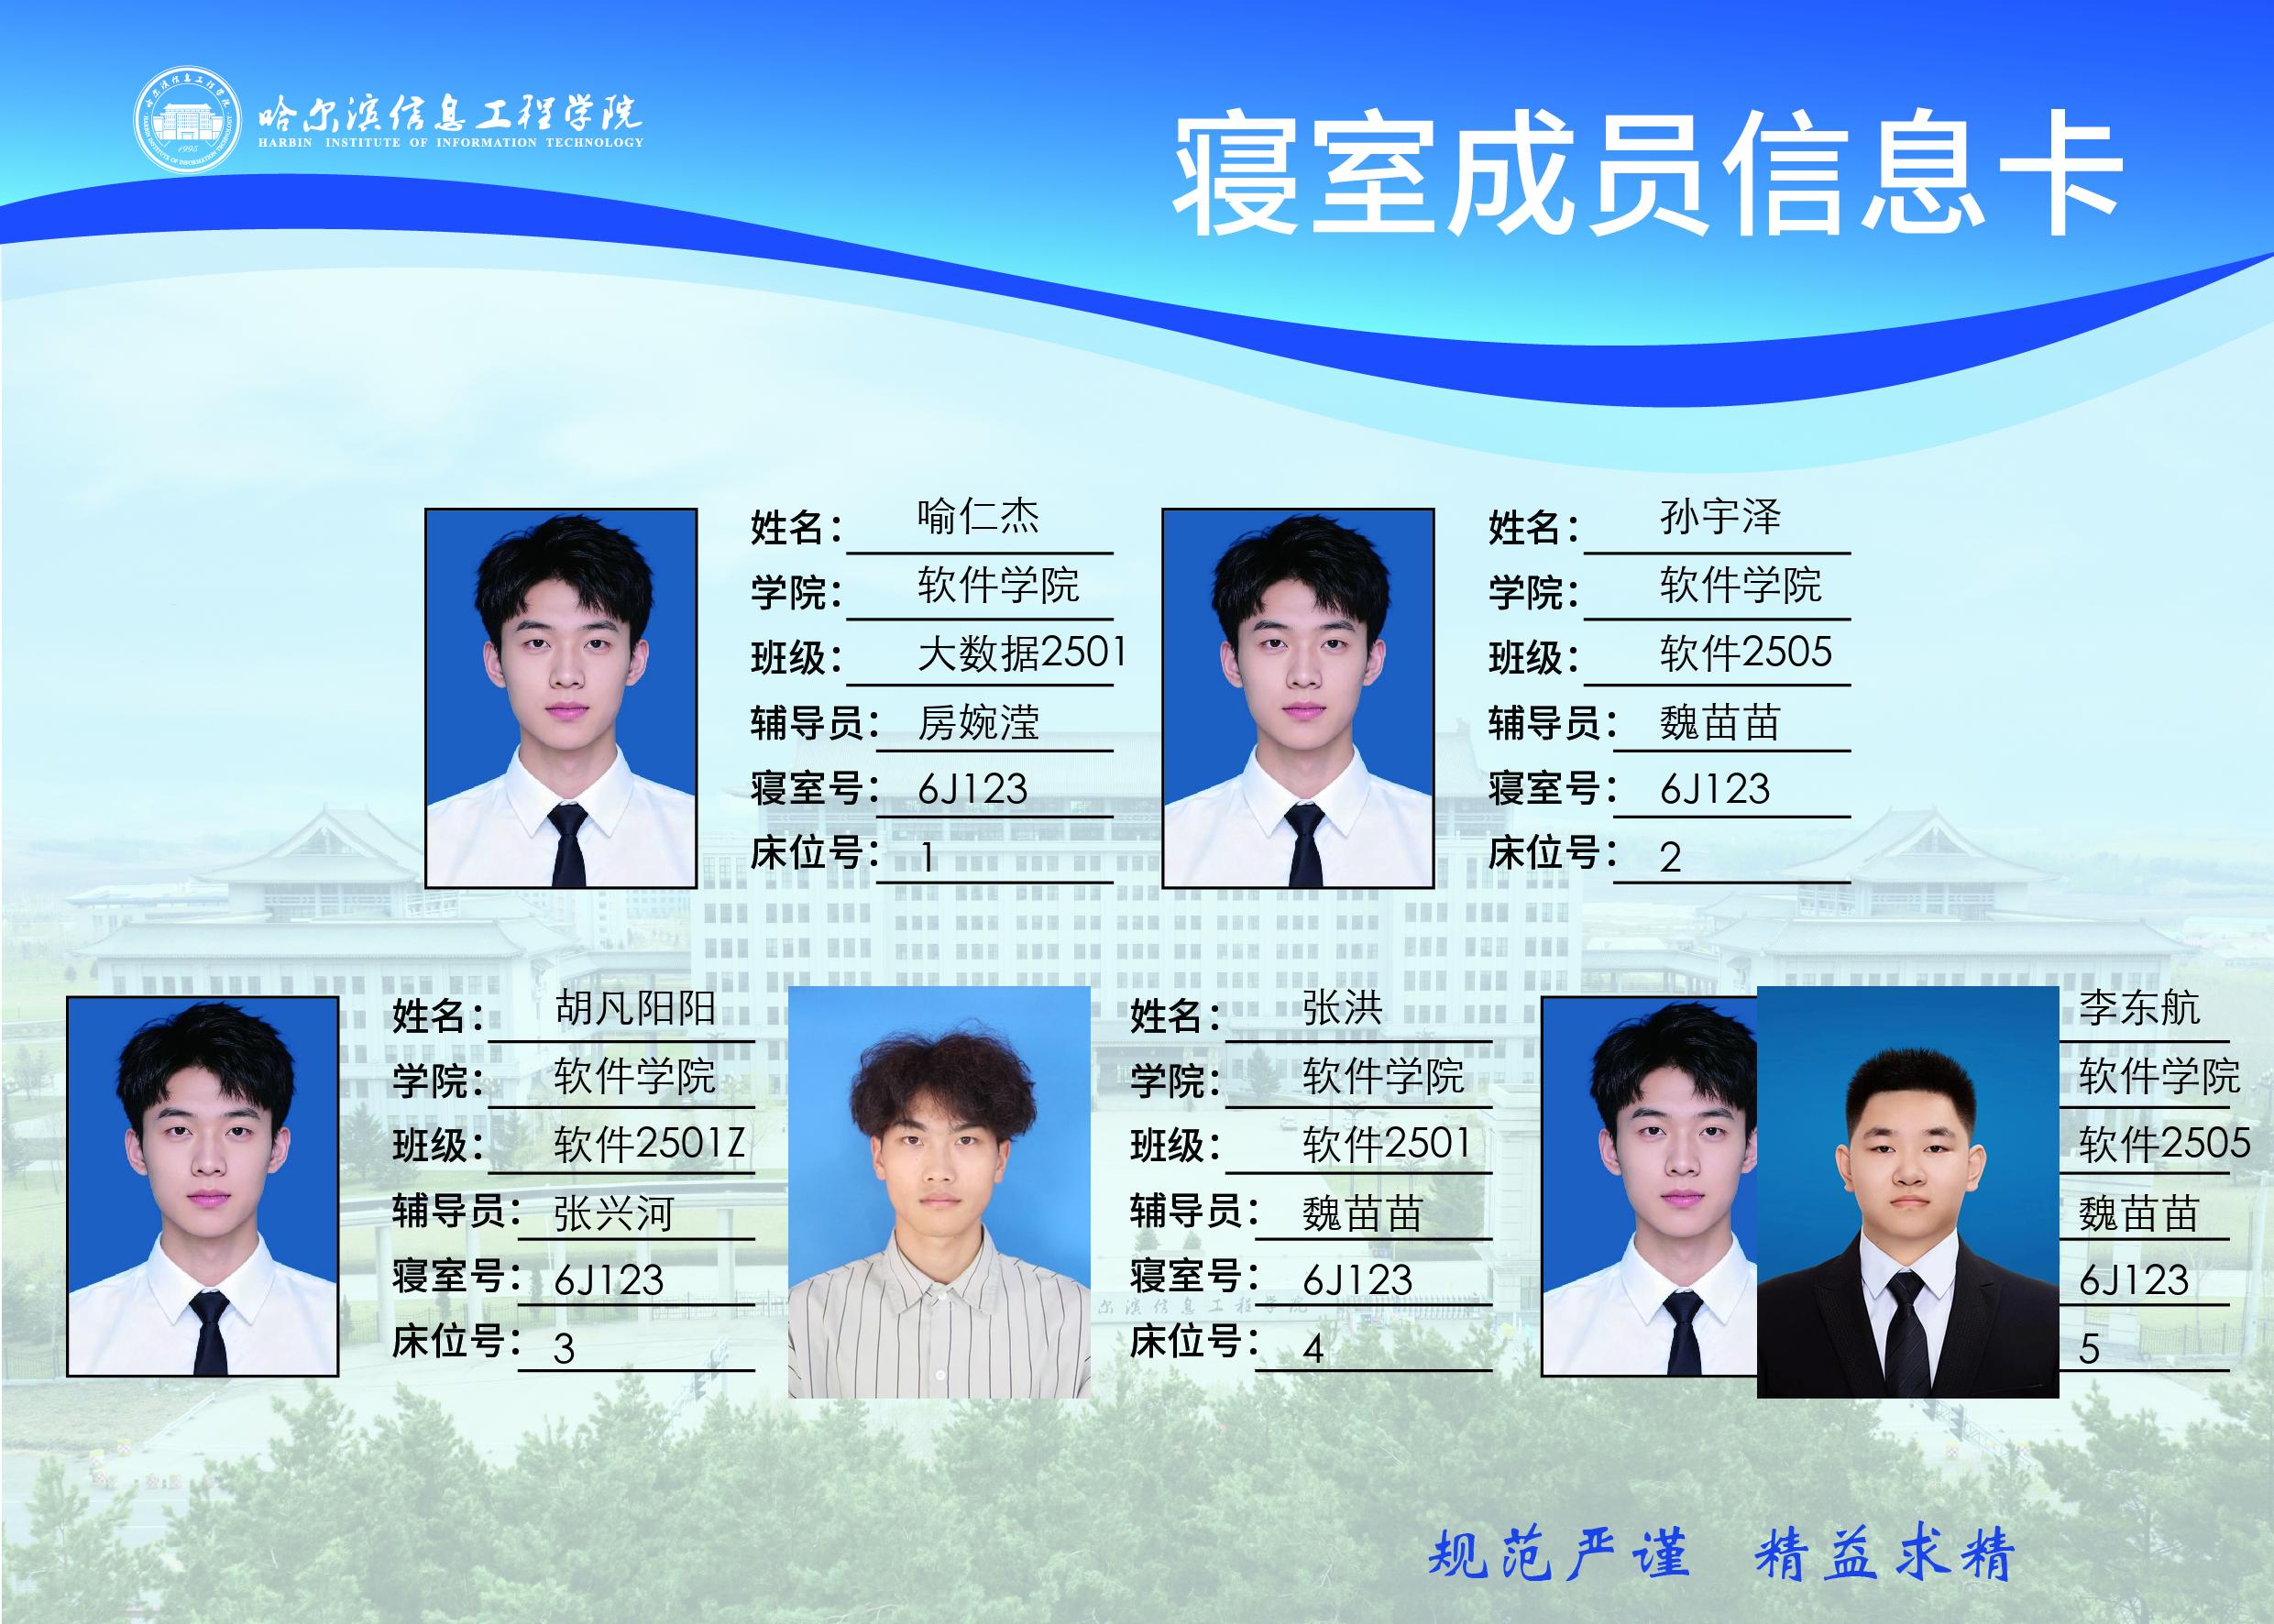 哈尔滨信息工程学院
HARBIN INSTITUTE OF INFORMATION TECHNOLOGY
1995
寝室成员信息卡
姓名：喻仁杰
学院：软件学院
班级：大数据2501
辅导员：房婉滢
寝室号：6J123
床位号：1
姓名：孙宇泽
学院：软件学院
班级：软件2505
辅导员：魏苗苗
寝室号：6J123
床位号：2
姓名：胡凡阳阳
学院：软件学院
班级：软件2501Z
辅导员：张兴河
寝室号：6J123
床位号：3
姓名：张洪
学院：软件学院
班级：软件2501
辅导员：魏苗苗
寝室号：6J123
床位号：4
李东航
软件学院
软件2505
魏苗苗
6J123
5
尔滨信息工程学院
规范严谨 精益求精